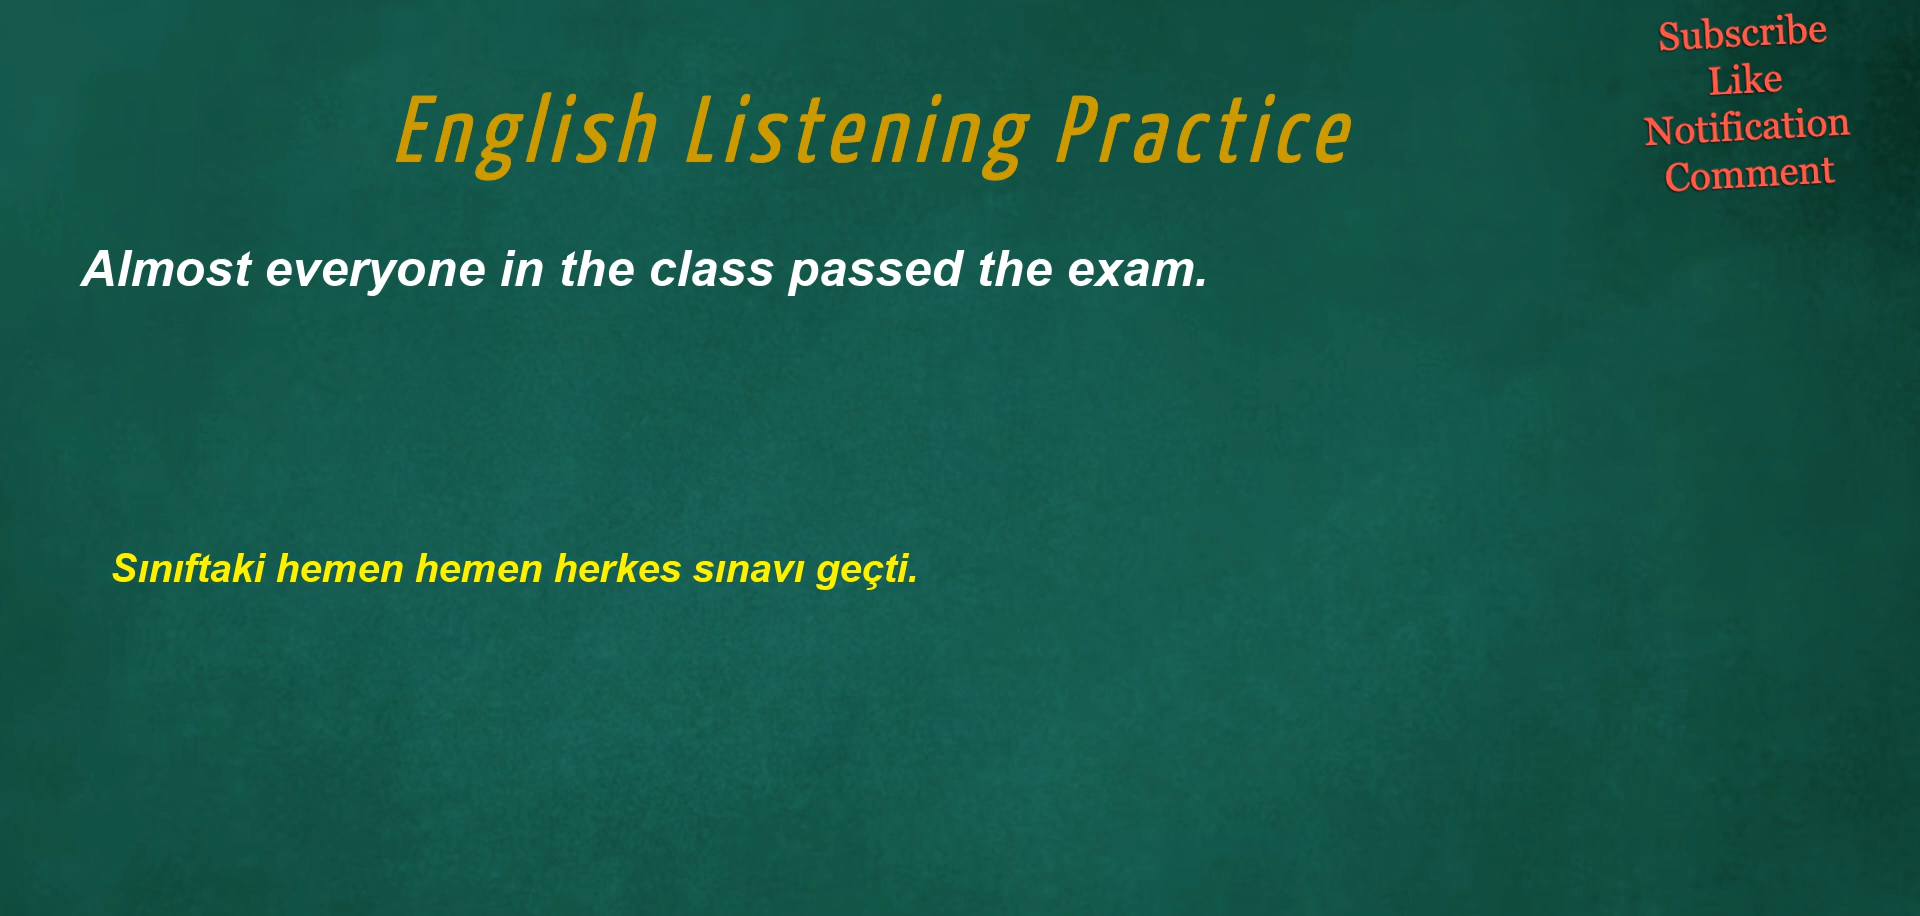 English Listening Practice
Subscribe
Like
Notification
Comment
Almost everyone in the class passed the exam.
Sınıftaki hemen hemen herkes sınavı geçti.